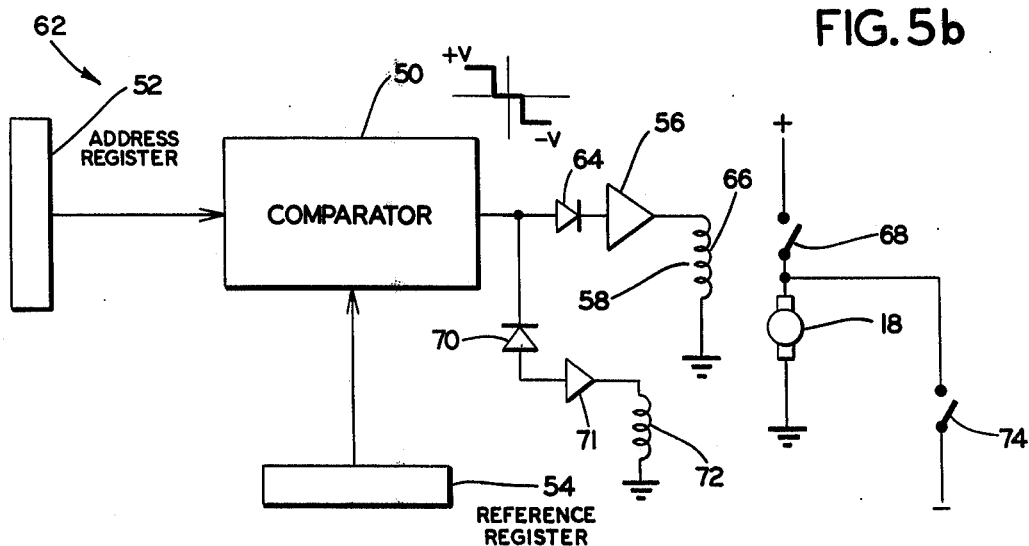 FIG. 5b
62
52
50
+V
-V
ADDRESS
REGISTER
64
56
66
+
COMPARATOR
68
58
18
70
71
72
74
54
REFERENCE
REGISTER
-